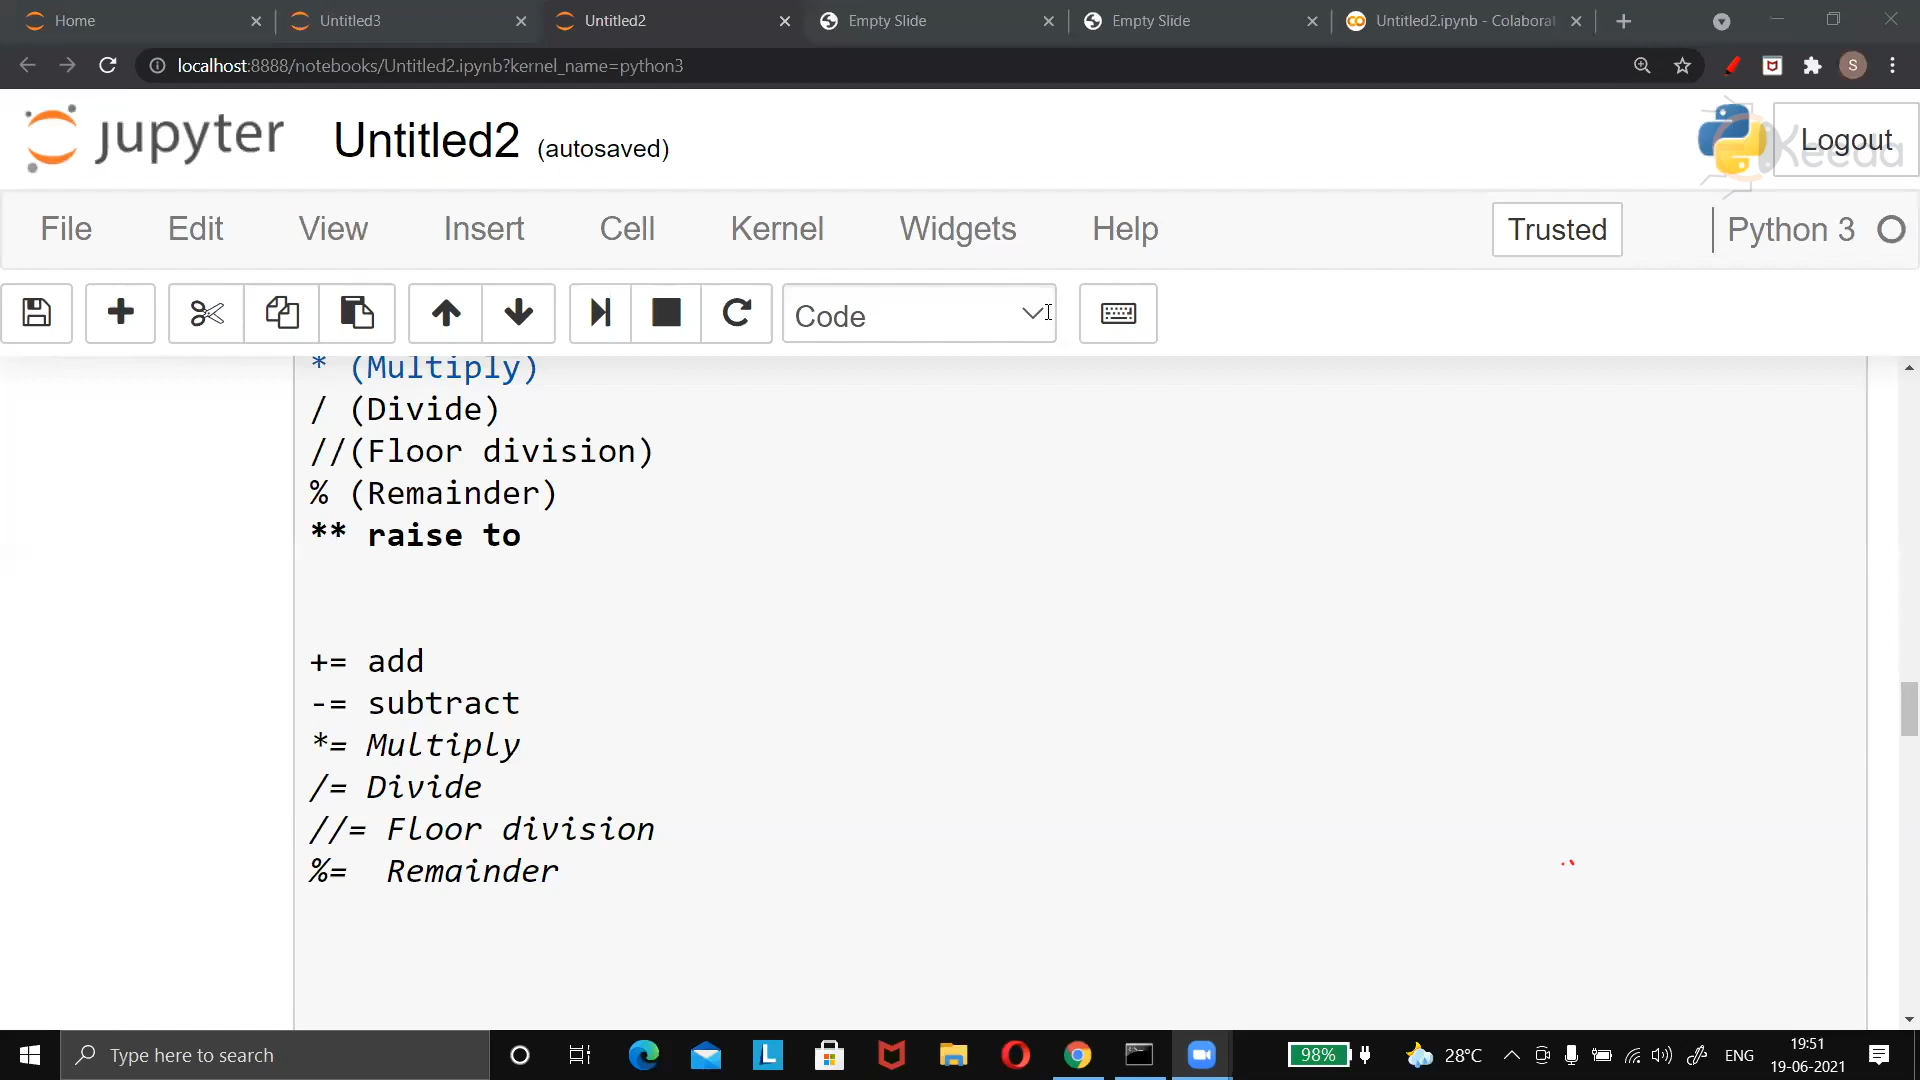 Home
Untitled3
Untitled2
Empty Slide
Empty Slide
Untitled2.ipynb - Colaborat
localhost:8888/notebooks/Untitled2.ipynb?kernel_name=python3
S
jupyter
Untitled2 (autosaved)
Keeda
Logout
File Edit View Insert Cell Kernel Widgets Help
Trusted
Python 3
Code
* (Multiply)
/ (Divide)
//(Floor division)
% (Remainder)
** raise to
+= add
-= subtract
*= Multiply
/= Divide
//= Floor division
%=  Remainder
Type here to search
L
98%
28°C
ENG
19:51
19-06-2021